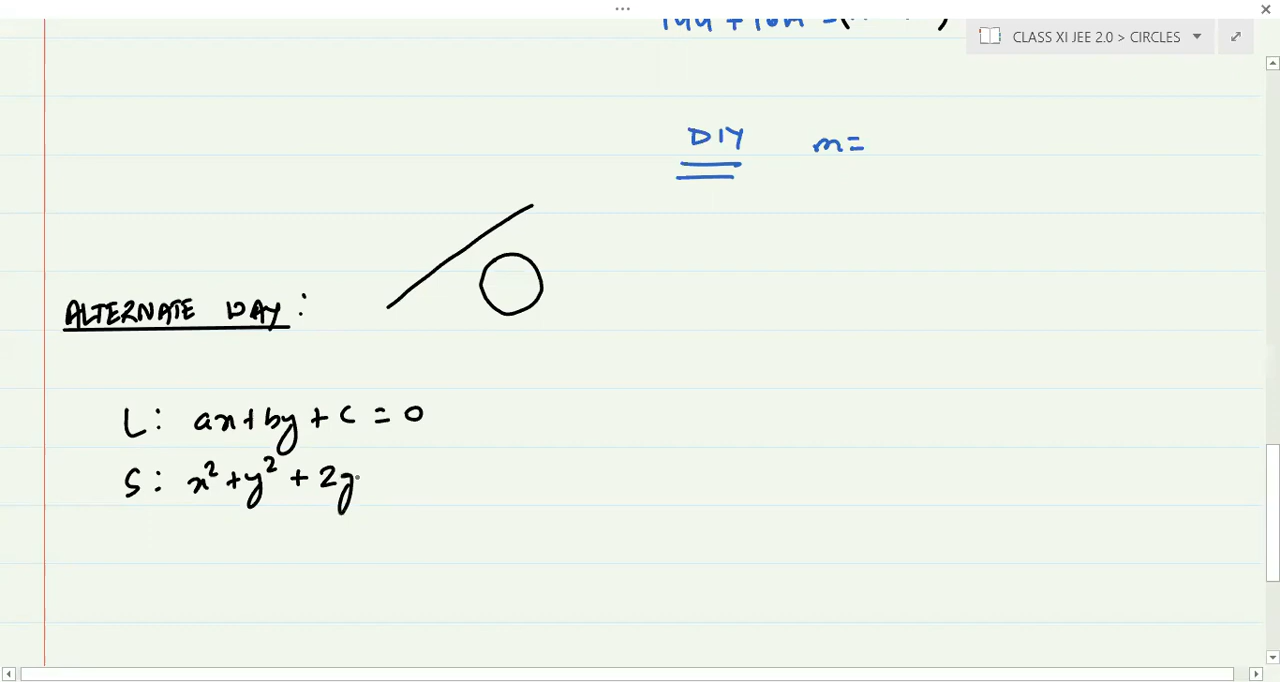 CLASS XI JEE 2.0 > CIRCLES
DIY m=
ALTERNATE WAY:
L: ax+by+c=0
S: x²+y²+2g